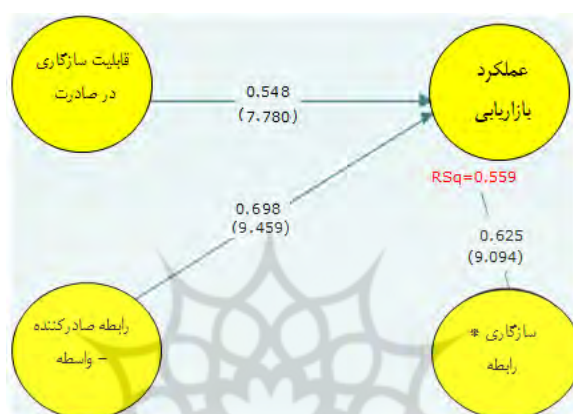 قابلیت سازگاری
در صادرت
عملکرد
بازاریابی
0.548
(7.780)
RSq=0.559
0.698
(9.459)
0.625
(9.094)
رابطه صادرکننده
– واسطه
سازگاری *
رابطه